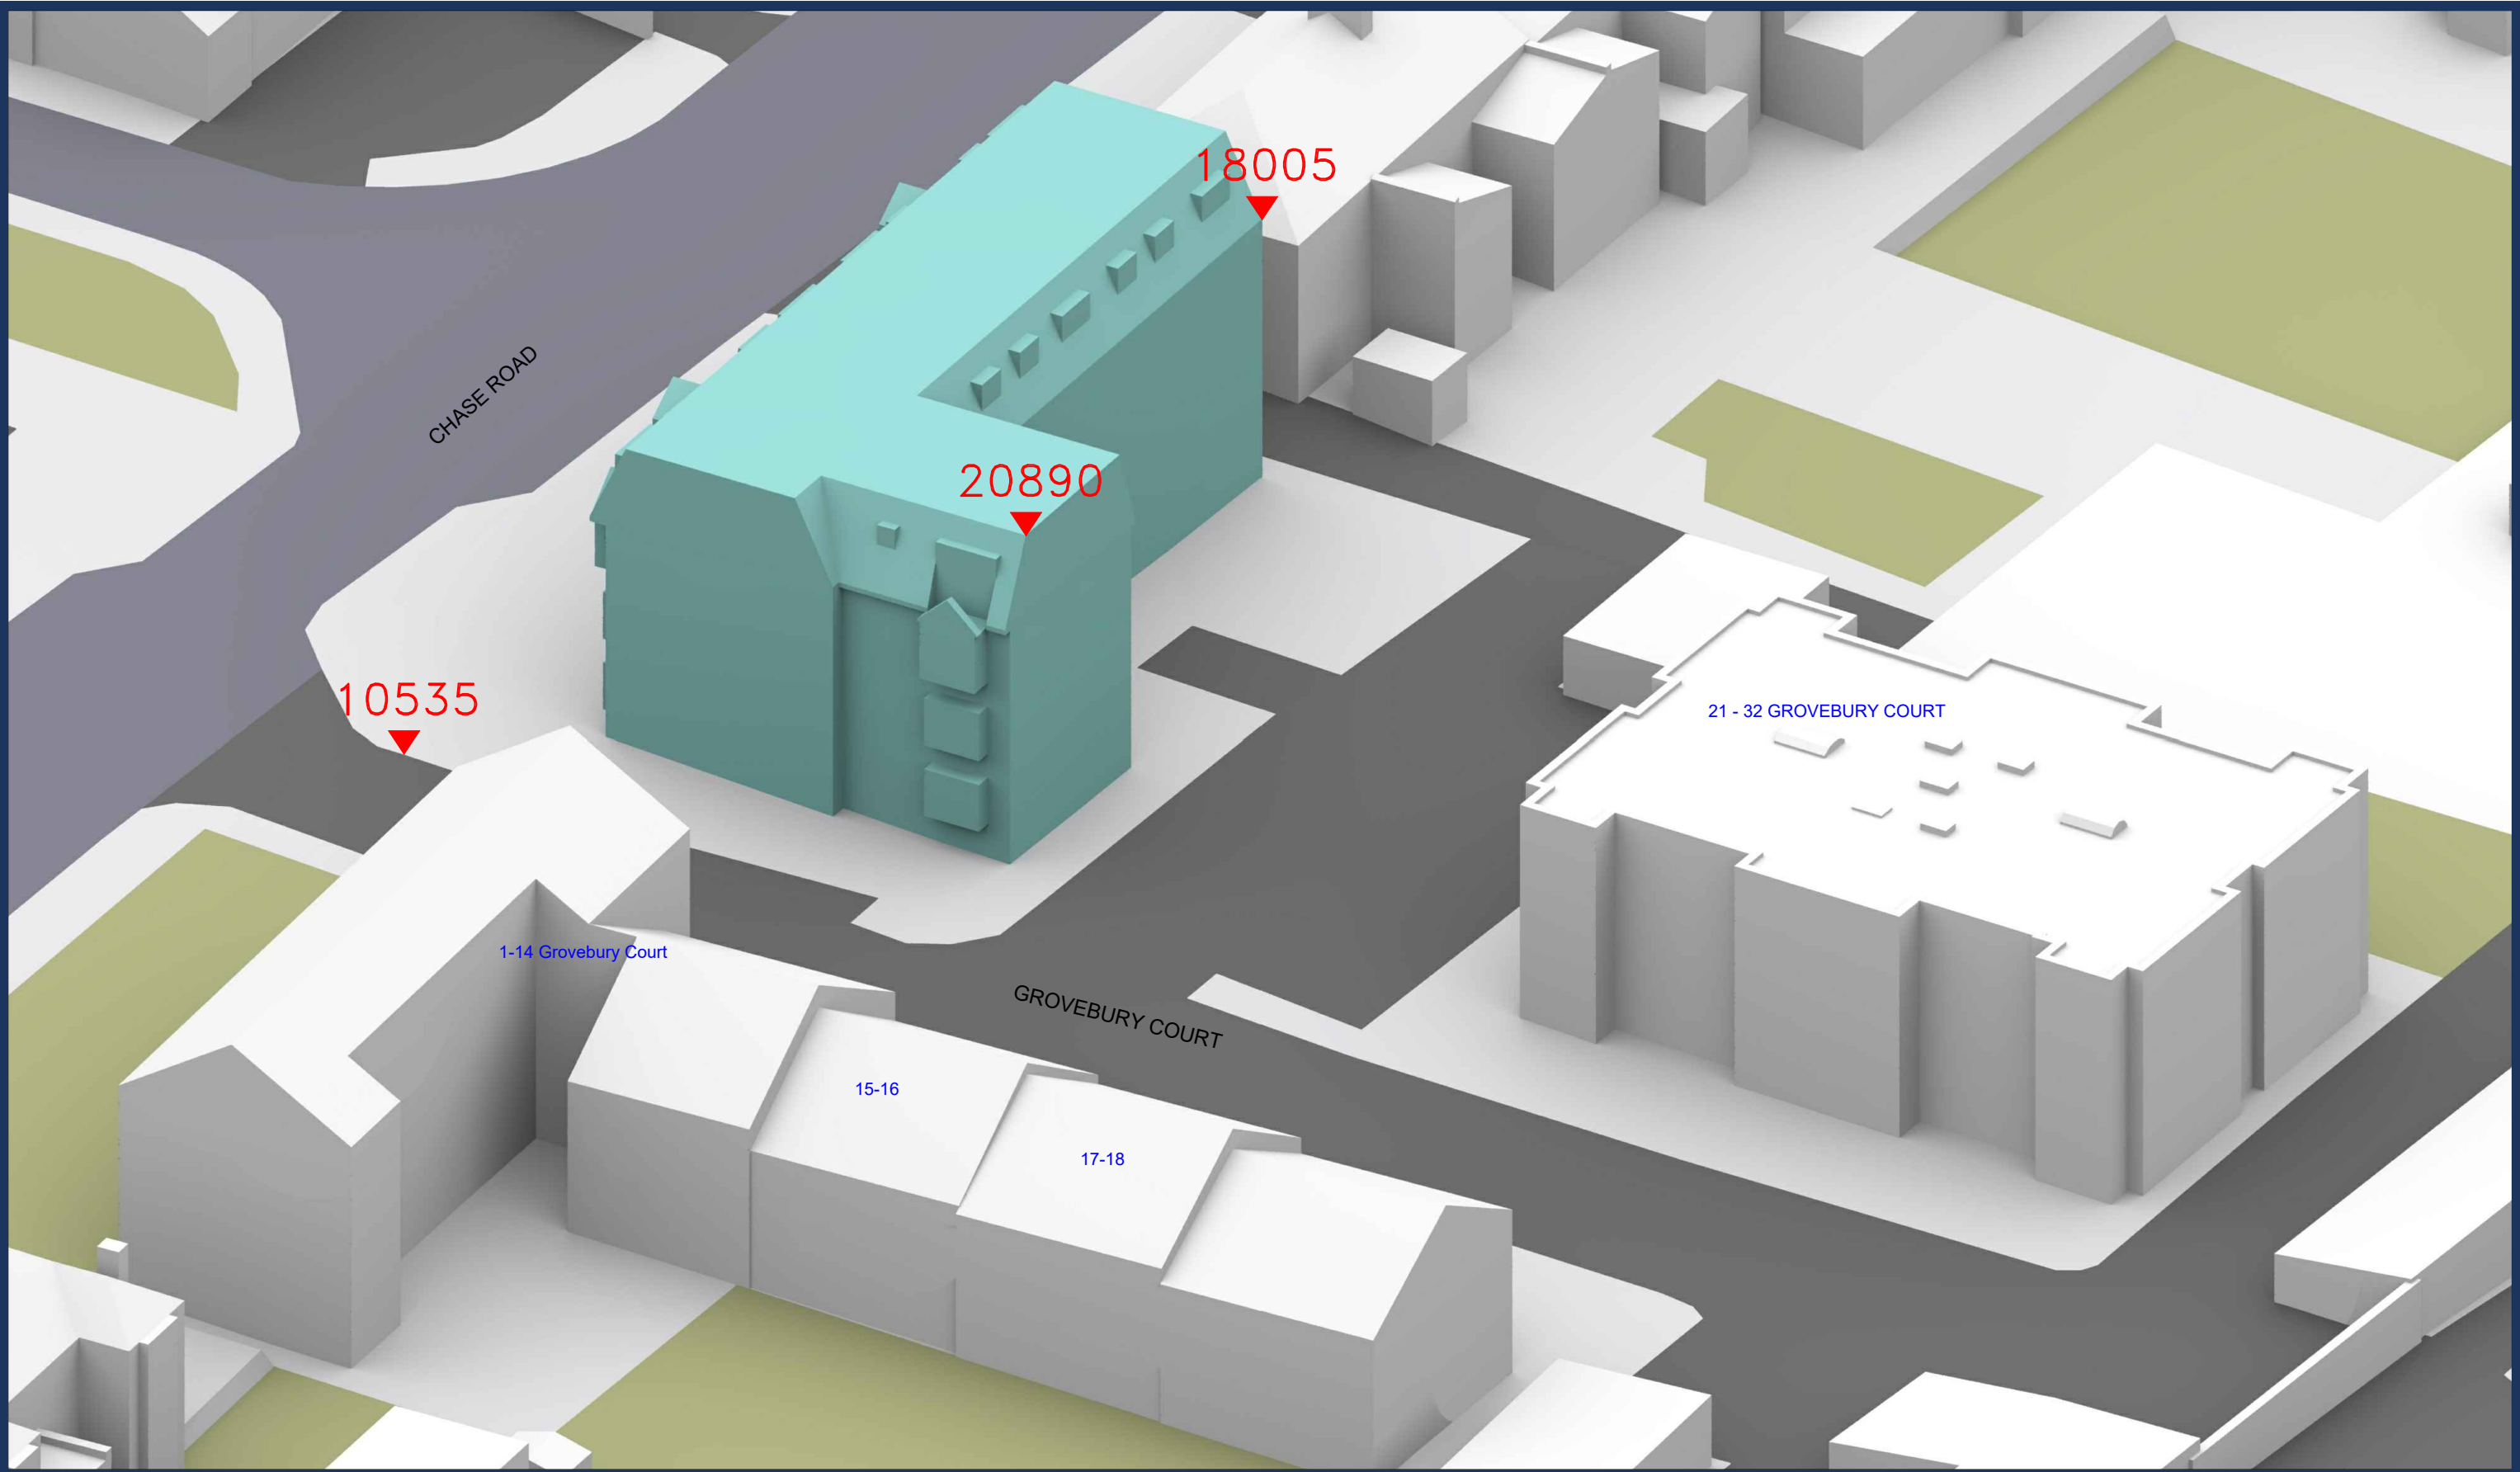 18005
CHASE ROAD
20890
10535
21 - 32 GROVEBURY COURT
1-14 Grovebury Court
GROVEBURY COURT
15-16
17-18